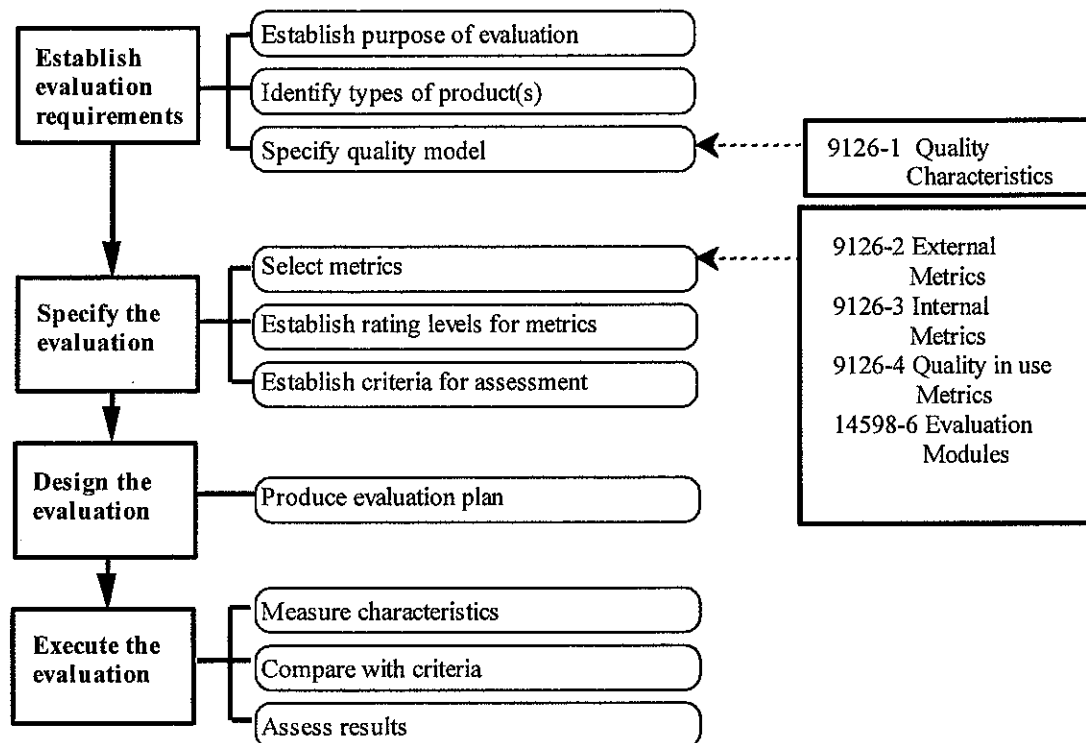 Establish
evaluation
requirements
Establish purpose of evaluation
Identify types of product(s)
Specify quality model
9126-1 Quality
Characteristics
Specify the
evaluation
Select metrics
Establish rating levels for metrics
Establish criteria for assessment
9126-2 External
Metrics
9126-3 Internal
Metrics
9126-4 Quality in use
Metrics
14598-6 Evaluation
Modules
Design the
evaluation
Produce evaluation plan
Execute the
evaluation
Measure characteristics
Compare with criteria
Assess results